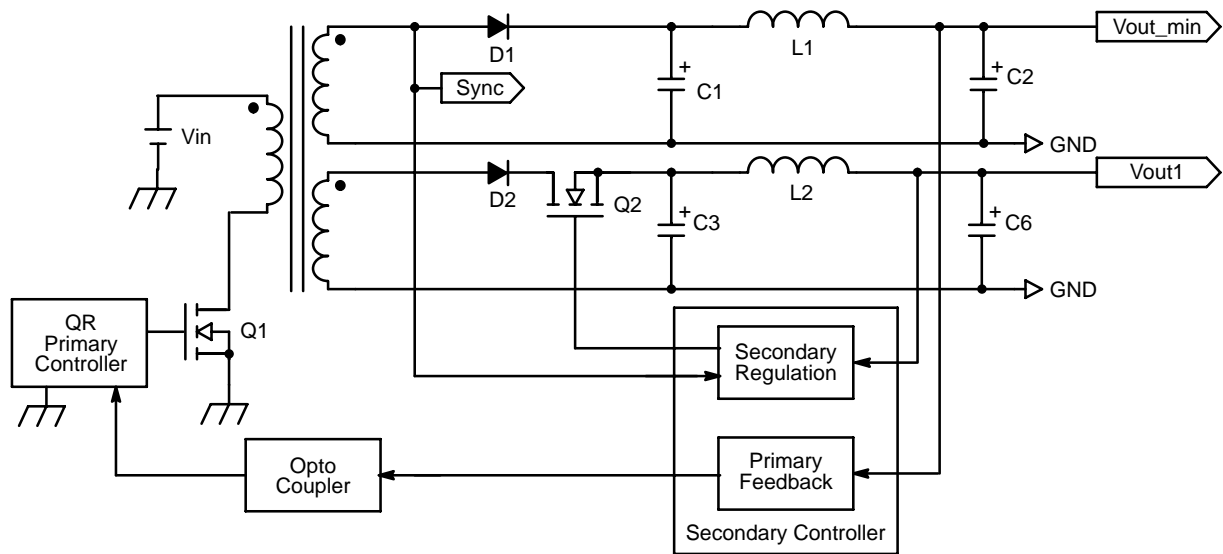 Vout_min
L1
D1
+
C1
+
C2
Sync
Vin
GND
Vout1
L2
D2
Q2
+
C3
+
C6
GND
QR
Primary
Controller
Q1
Secondary
Regulation
Opto
Coupler
Primary
Feedback
Secondary Controller